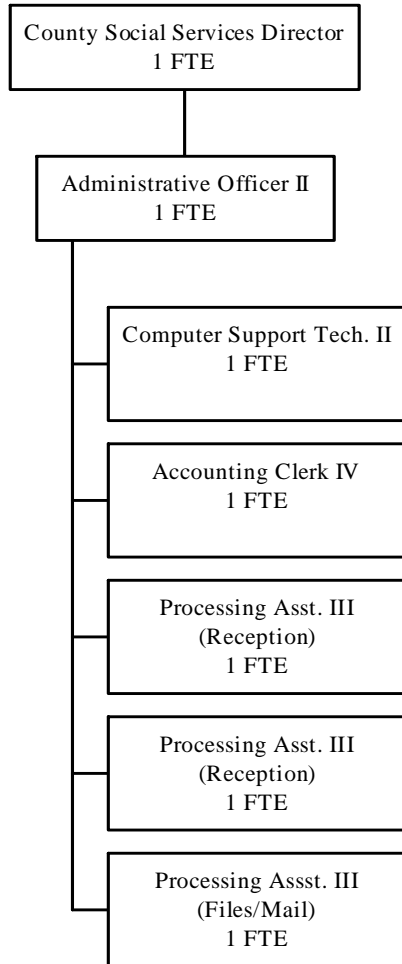 County Social Services Director
1 FTE
Administrative Officer II
1 FTE
Computer Support Tech. II
1 FTE
Accounting Clerk IV
1 FTE
Processing Asst. III
(Reception)
1 FTE
Processing Asst. III
(Reception)
1 FTE
Processing Assst. III
(Files/Mail)
1 FTE